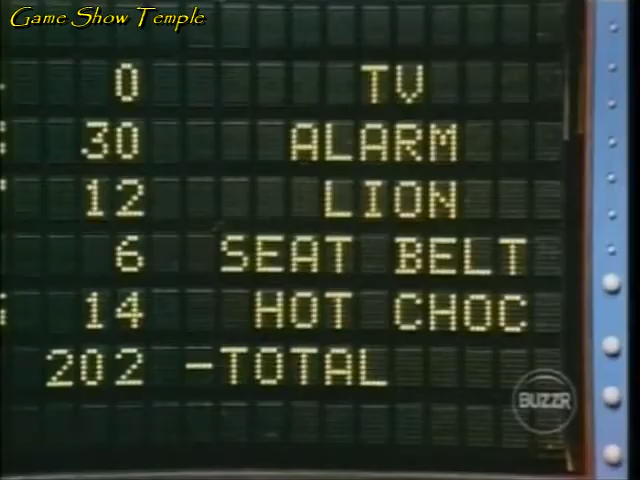 Game Show Temple
0 TV
30 ALARM
12 LION
6 SEAT BELT
14 HOT CHOC
202 -TOTAL
BUZZR